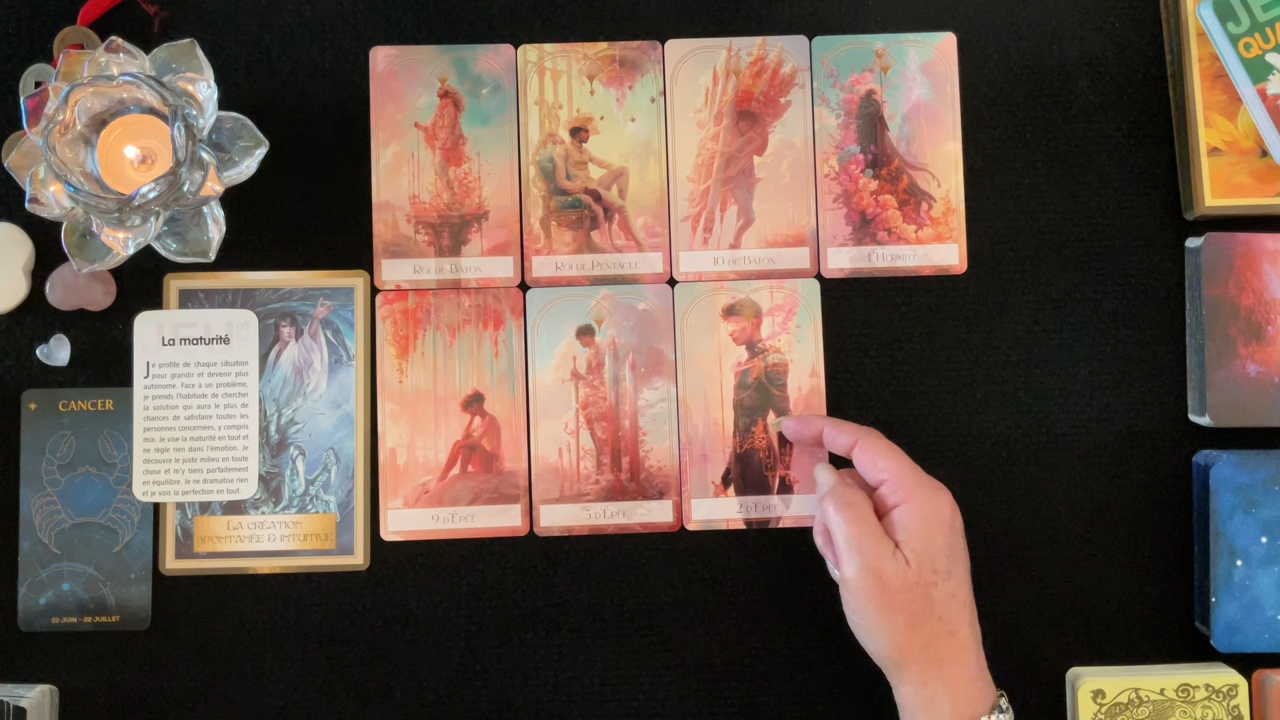 JEU
QUA
ROI DE BATON
ROI DE PENTACLE
10 DE BATON
L'HERMITE
La maturité
Je profite de chaque situation
pour grandir et devenir plus
autonome. Face à un problème,
je prends l'habitude de chercher
la solution qui aura le plus de
chances de satisfaire toutes les
personnes concernées, y compris
moi. Je vise la maturité en tout et
ne règle rien dans l'émotion. Je
découvre le juste milieu en toute
chose et m'y tiens parfaitement
en équilibre. Je ne dramatise rien
et je vois la perfection en tout.
CANCER
22 JUIN - 22 JUILLET
LA CRÉATION
SPONTANÉE & INTUITIVE
9 D'ÉPÉE
5 D'ÉPÉE
2 D'ÉPÉE